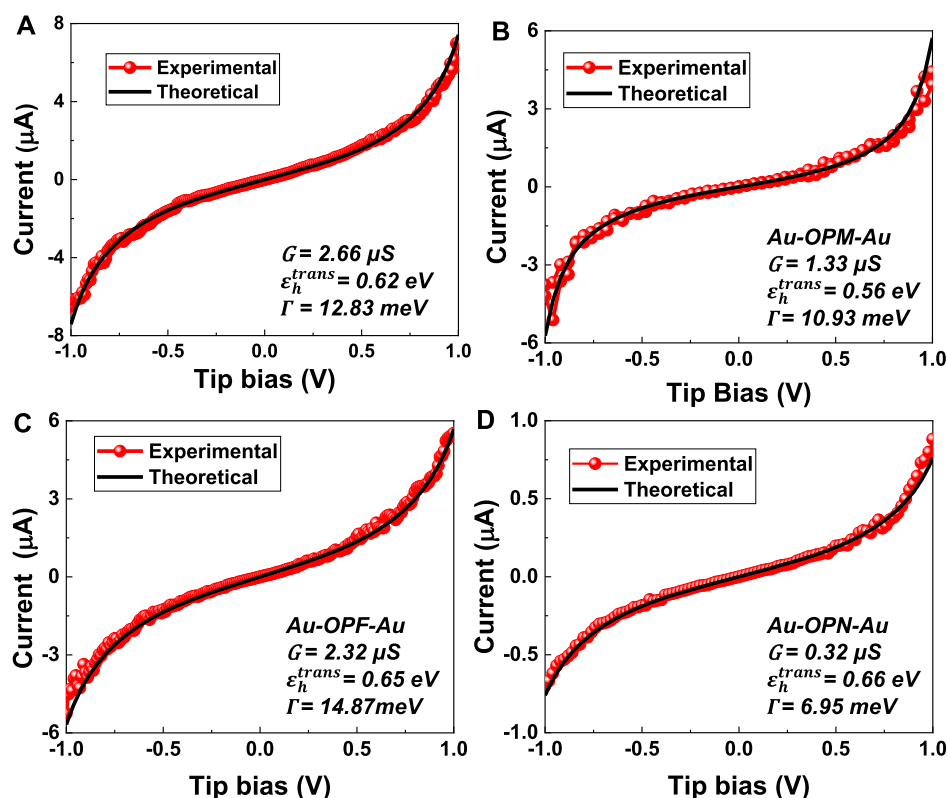 A
Experimental
Theoretical
G = 2.66 µS
ε_h^trans = 0.62 eV
Γ = 12.83 meV
Current (µA)
8
4
0
-4
-8
-1.0 -0.5 0.0 0.5 1.0
Tip bias (V)
B
Experimental
Theoretical
Au-OPM-Au
G = 1.33 µS
ε_h^trans = 0.56 eV
Γ = 10.93 meV
Current (µA)
6
3
0
-3
-6
-1.0 -0.5 0.0 0.5 1.0
Tip Bias (V)
C
Experimental
Theoretical
Au-OPF-Au
G = 2.32 µS
ε_h^trans = 0.65 eV
Γ = 14.87meV
Current (µA)
6
3
0
-3
-6
-1.0 -0.5 0.0 0.5 1.0
Tip bias (V)
D
Experimental
Theoretical
Au-OPN-Au
G = 0.32 µS
ε_h^trans = 0.66 eV
Γ = 6.95 meV
Current (µA)
1.0
0.5
0.0
-0.5
-1.0
-1.0 -0.5 0.0 0.5 1.0
Tip bias (V)